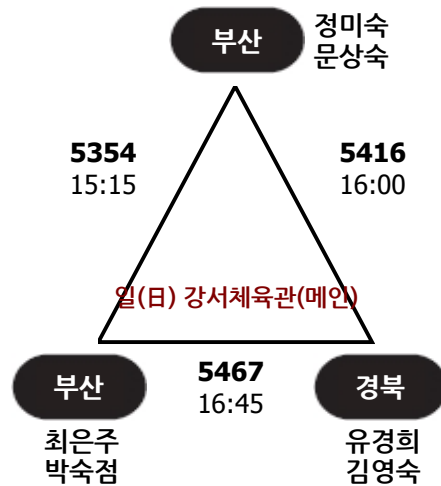 부산
정미숙
문상숙
5354
15:15
5416
16:00
일(日) 강서체육관(메인)
부산
최은주
박숙점
5467
16:45
경북
유경희
김영숙